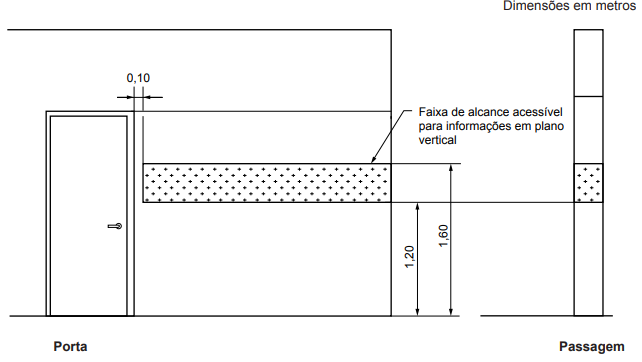 Dimensões em metros
0,10
Faixa de alcance acessível
para informações em plano
vertical
1,20
1,60
Porta
Passagem